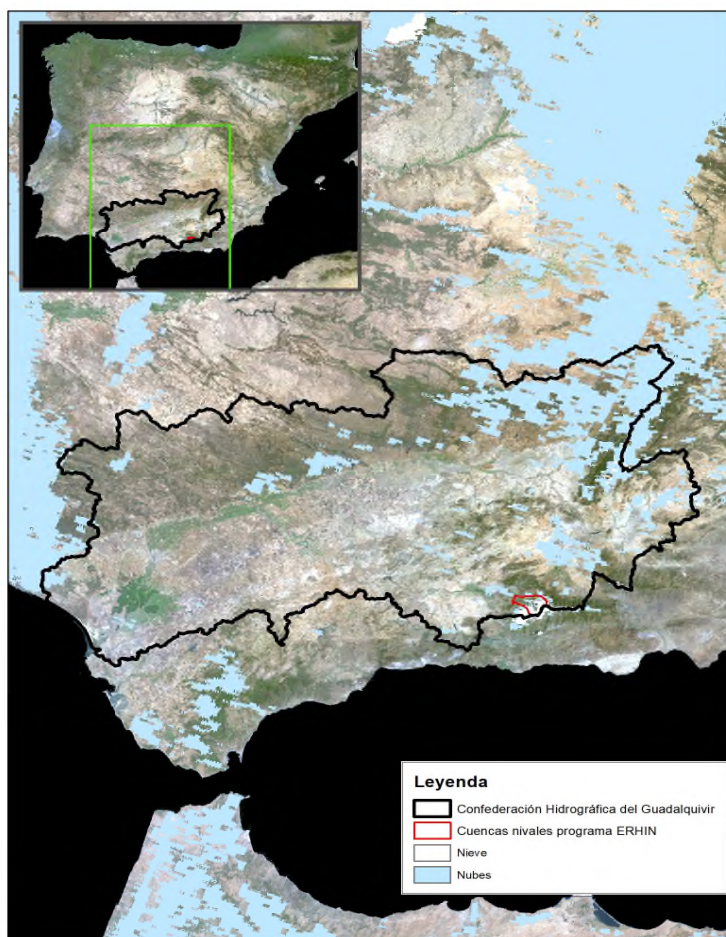 Leyenda
Confederación Hidrográfica del Guadalquivir
Cuencas nivales programa ERHIN
Nieve
Nubes